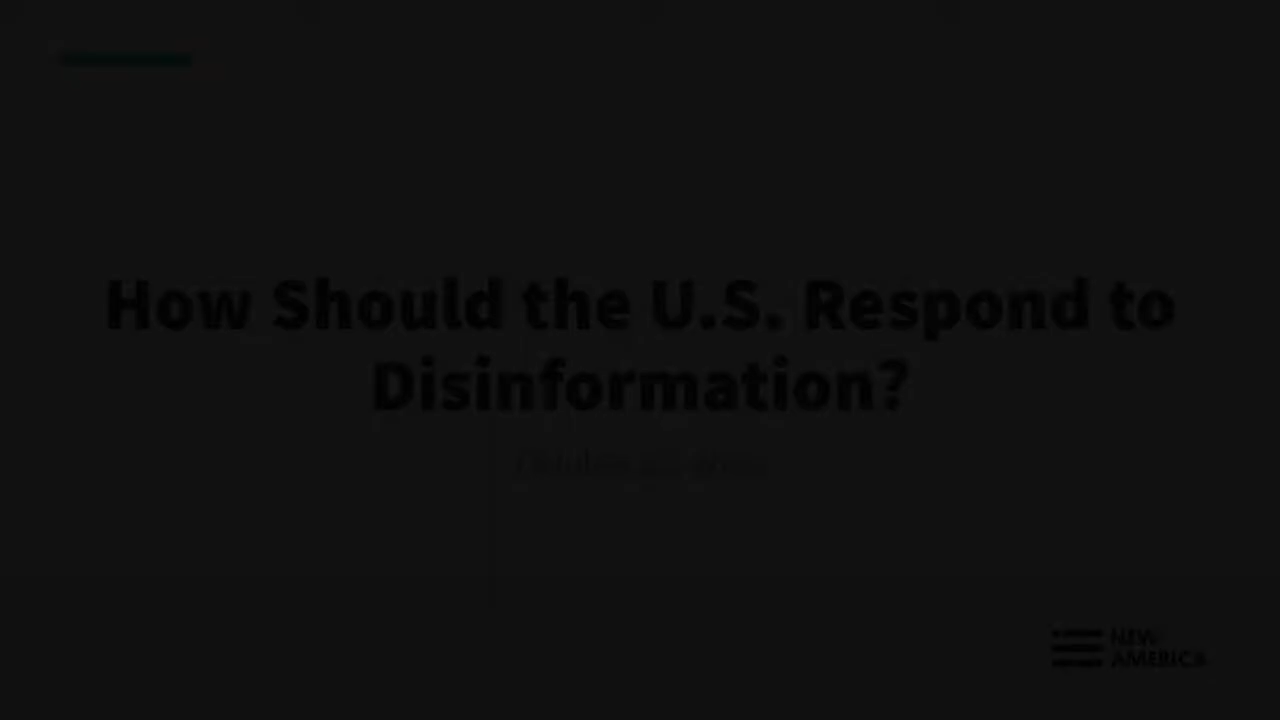 How Should the U.S. Respond to
Disinformation?
NEW
AMERICA